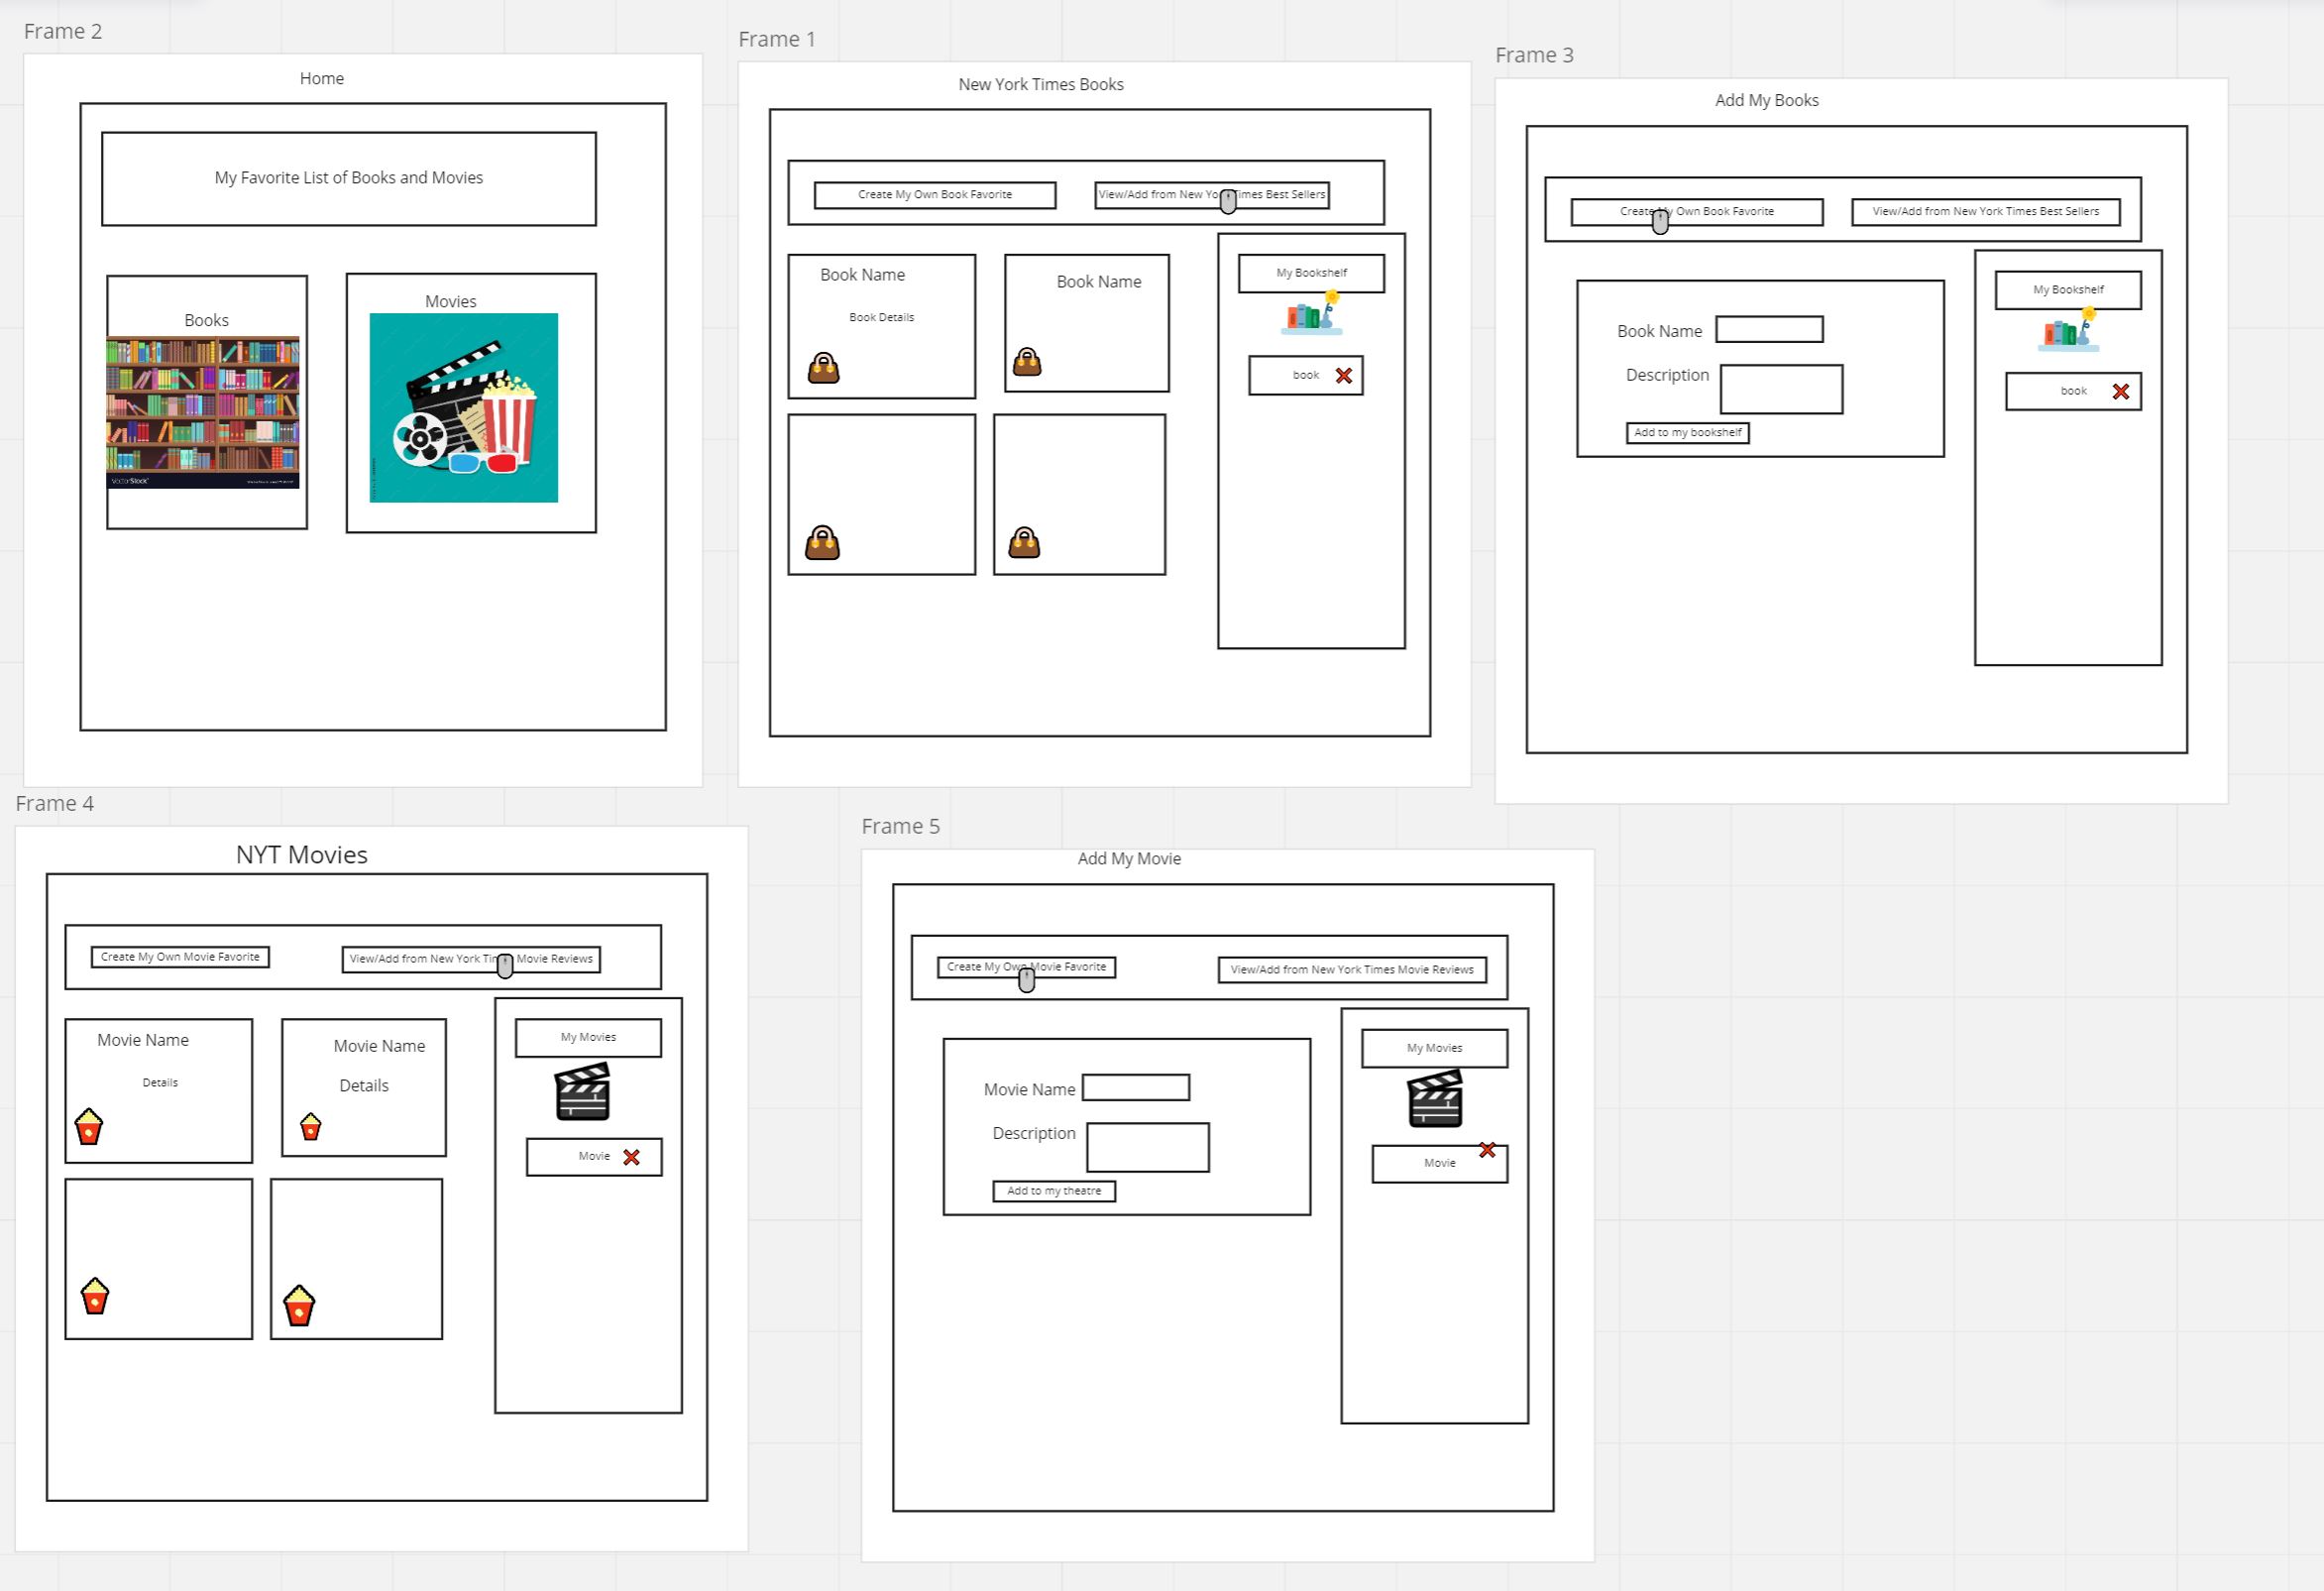 Frame 2
Home
My Favorite List of Books and Movies
Books
VectorStock
Movies
Frame 1
New York Times Books
Create My Own Book Favorite
View/Add from New York Times Best Sellers
Book Name
Book Details
Book Name
My Bookshelf
book
Frame 3
Add My Books
Create My Own Book Favorite
View/Add from New York Times Best Sellers
Book Name
Description
Add to my bookshelf
My Bookshelf
book
Frame 4
NYT Movies
Create My Own Movie Favorite
View/Add from New York Times Movie Reviews
Movie Name
Details
Movie Name
Details
My Movies
Movie
Frame 5
Add My Movie
Create My Own Movie Favorite
View/Add from New York Times Movie Reviews
Movie Name
Description
Add to my theatre
My Movies
Movie